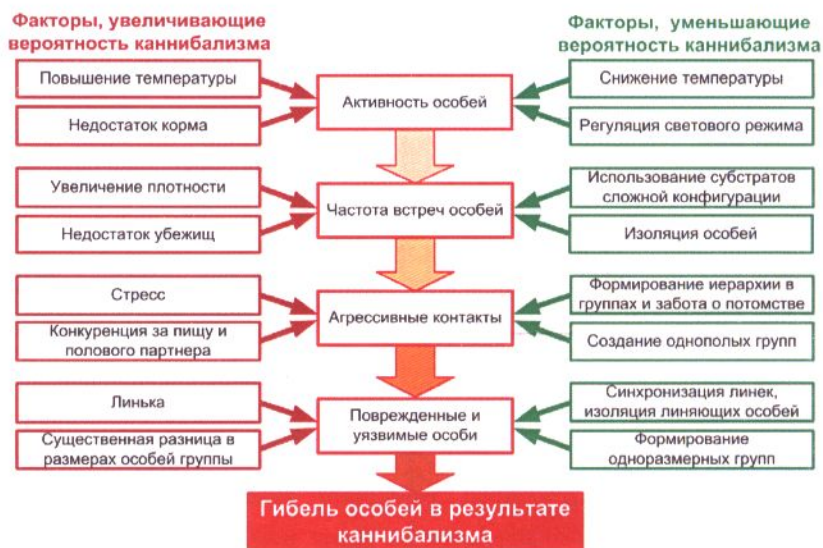 Факторы, увеличивающие
вероятность каннибализма
Факторы, уменьшающие
вероятность каннибализма
Повышение температуры
Недостаток корма
Активность особей
Снижение температуры
Регуляция светового режима
Увеличение плотности
Недостаток убежищ
Частота встреч особей
Использование субстратов
сложной конфигурации
Изоляция особей
Стресс
Конкуренция за пищу и
полового партнера
Агрессивные контакты
Формирование иерархии в
группах и забота о потомстве
Создание однополых групп
Линька
Существенная разница в
размерах особей группы
Поврежденные и
уязвимые особи
Синхронизация линек,
изоляция линяющих особей
Формирование
одноразмерных групп
Гибель особей в результате
каннибализма